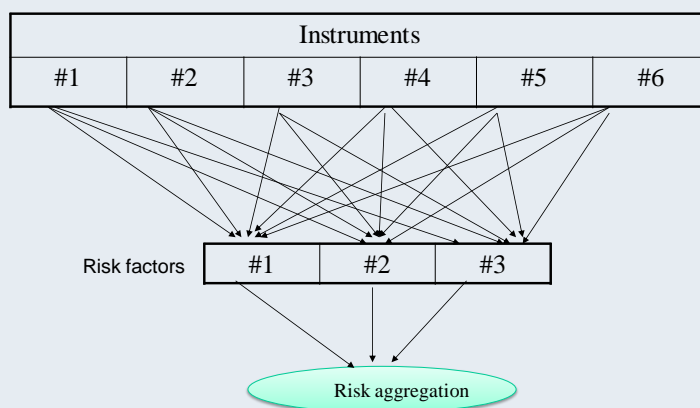 Instruments
#1 #2 #3 #4 #5 #6
Risk factors #1 #2 #3
Risk aggregation